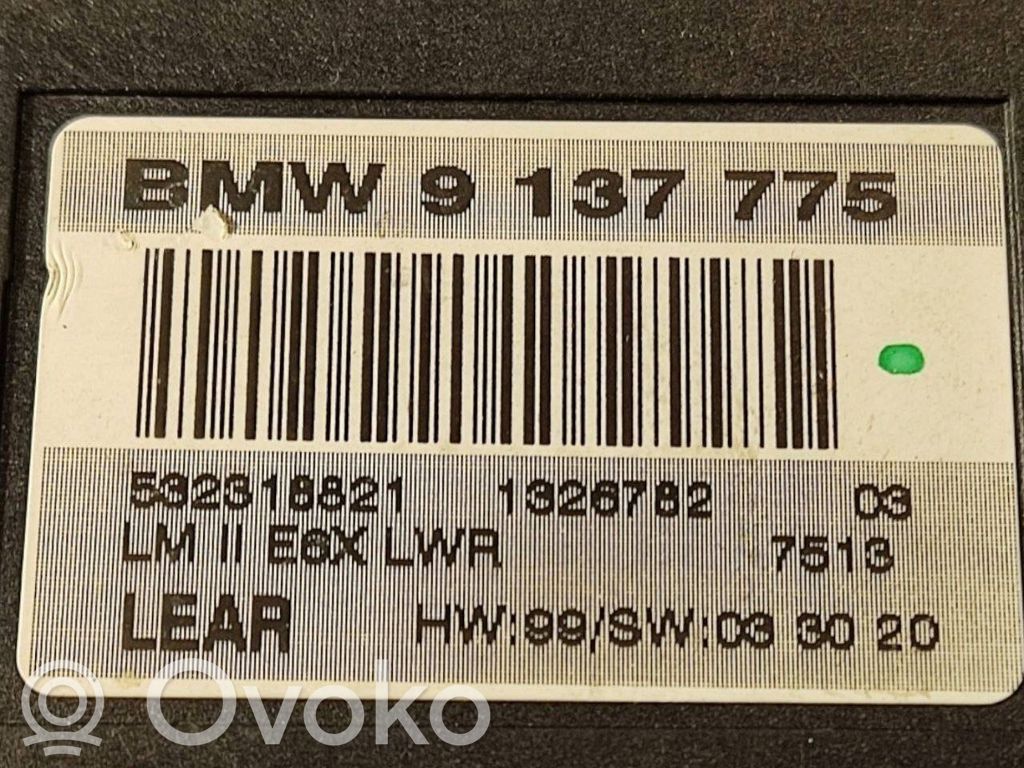 BMW 9 137 775
532318821 1326782 03
LM II E6X LWR 7513
LEAR HW:99/SW:03 30 20
Ovoko